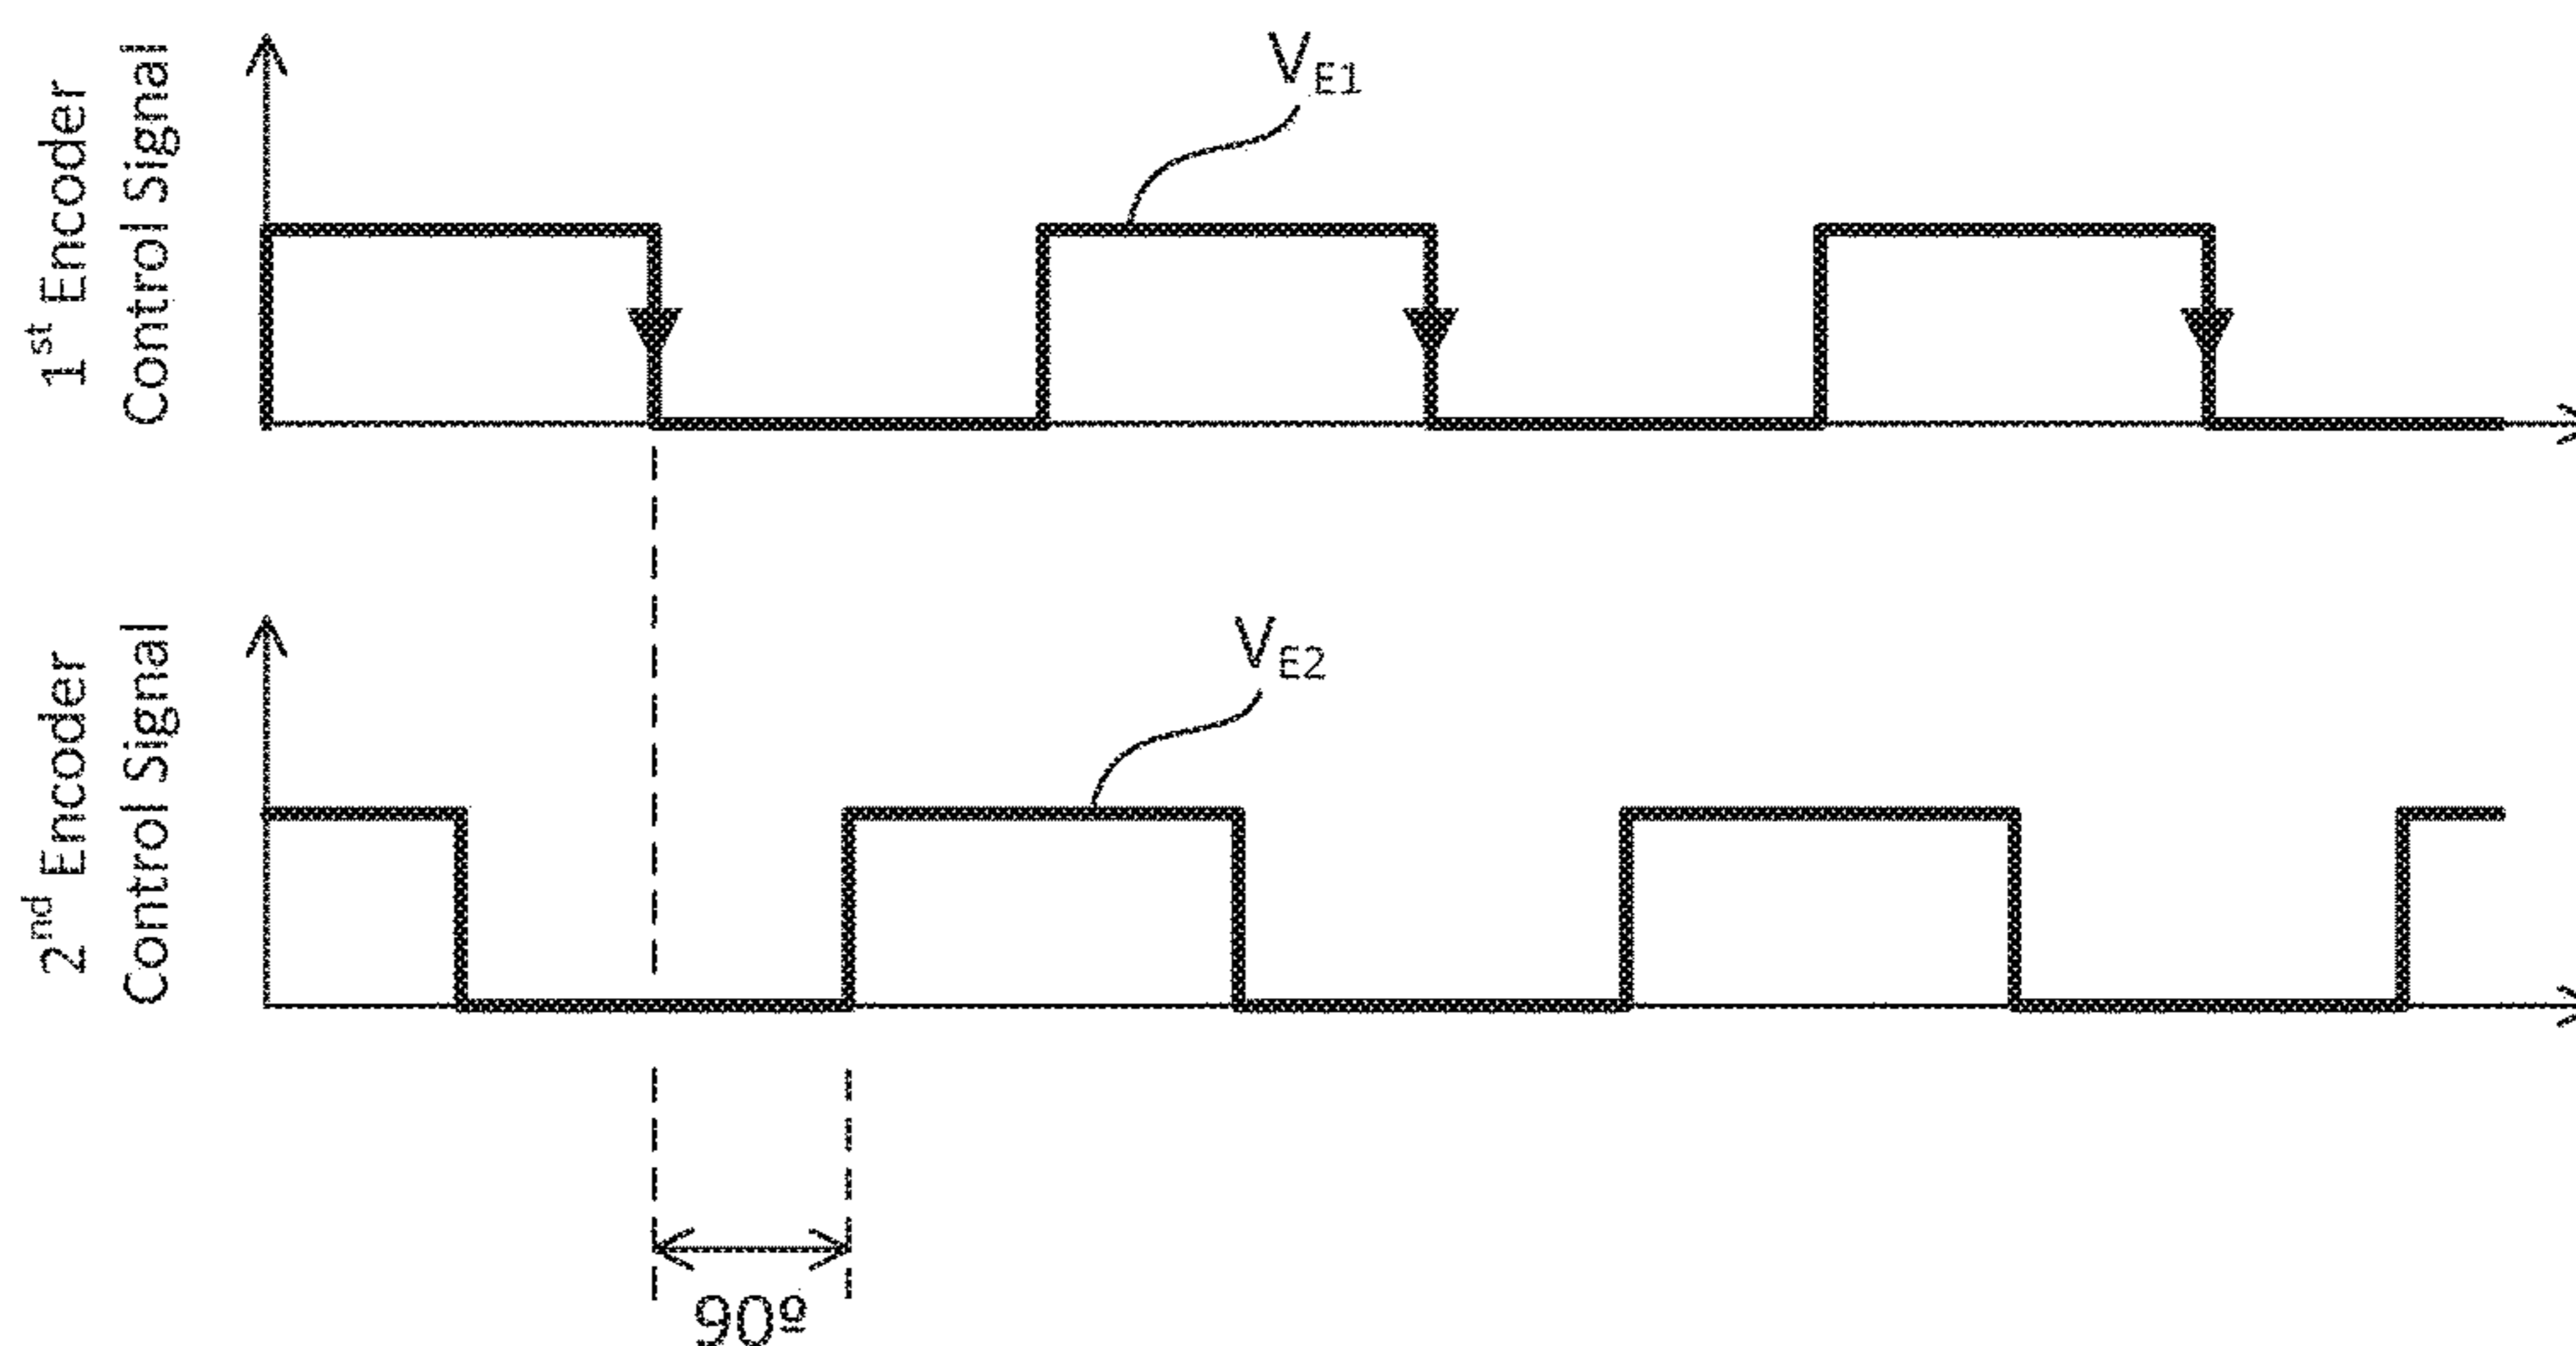 1st Encoder
Control Signal
VE1
2nd Encoder
Control Signal
VE2
90º